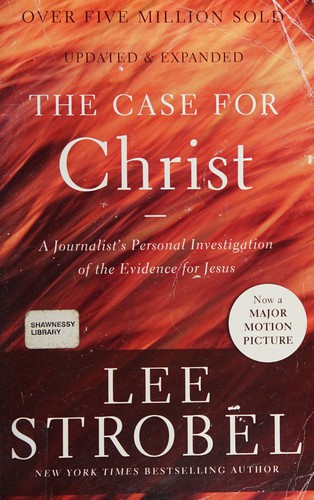 OVER FIVE MILLION SOLD
UPDATED & EXPANDED
THE CASE FOR
Christ
A Journalist's Personal Investigation
of the Evidence for Jesus
Now a
MAJOR
MOTION
PICTURE
SHAWNESSY
LIBRARY
LEE
STROBEL
NEW YORK TIMES BESTSELLING AUTHOR